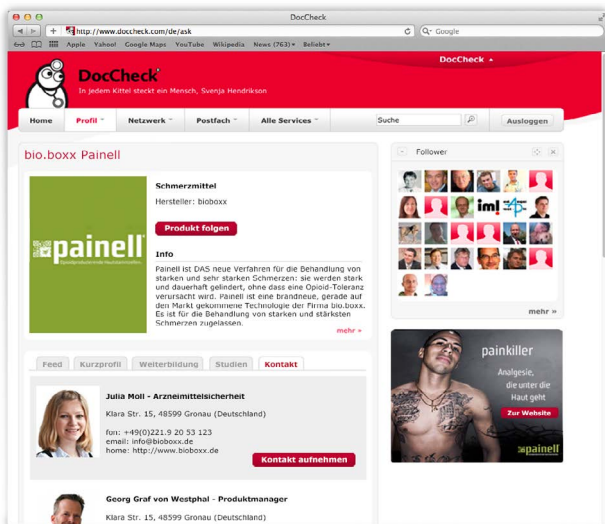 DocCheck
http://www.doccheck.com/de/ask
Google
Apple Yahoo! Google Maps YouTube Wikipedia News (763) Beliebt
DocCheck
DocCheck
In jedem Kittel steckt ein Mensch, Svenja Hendrikson
Home Profil Netzwerk Postfach Alle Services Suche Ausloggen
bio.boxx Painell
Follower
painell
Schmerzmittel
Hersteller: bioboxx
Produkt folgen
Info
Painell ist DAS neue Verfahren für die Behandlung von
starken und sehr starken Schmerzen: sie werden stark
und dauerhaft gelindert, ohne dass eine Opioid-Toleranz
verursacht wird. Painell ist eine brandneue, gerade auf
den Markt gekommene Technologie der Firma bio.boxx.
Es ist für die Behandlung von starken und stärksten
Schmerzen zugelassen.
mehr »
im!
mehr »
painkiller
Analgesie,
die unter die
Haut geht
Zur Website
painell
Feed Kurzprofil Weiterbildung Studien Kontakt
Julia Moll - Arzneimittelsicherheit
Klara Str. 15, 48599 Gronau (Deutschland)
fon: +49(0)221.9 20 53 123
email: info@bioboxx.de
home: http://www.bioboxx.de
Kontakt aufnehmen
Georg Graf von Westphal - Produktmanager
Klara Str. 15, 48599 Gronau (Deutschland)